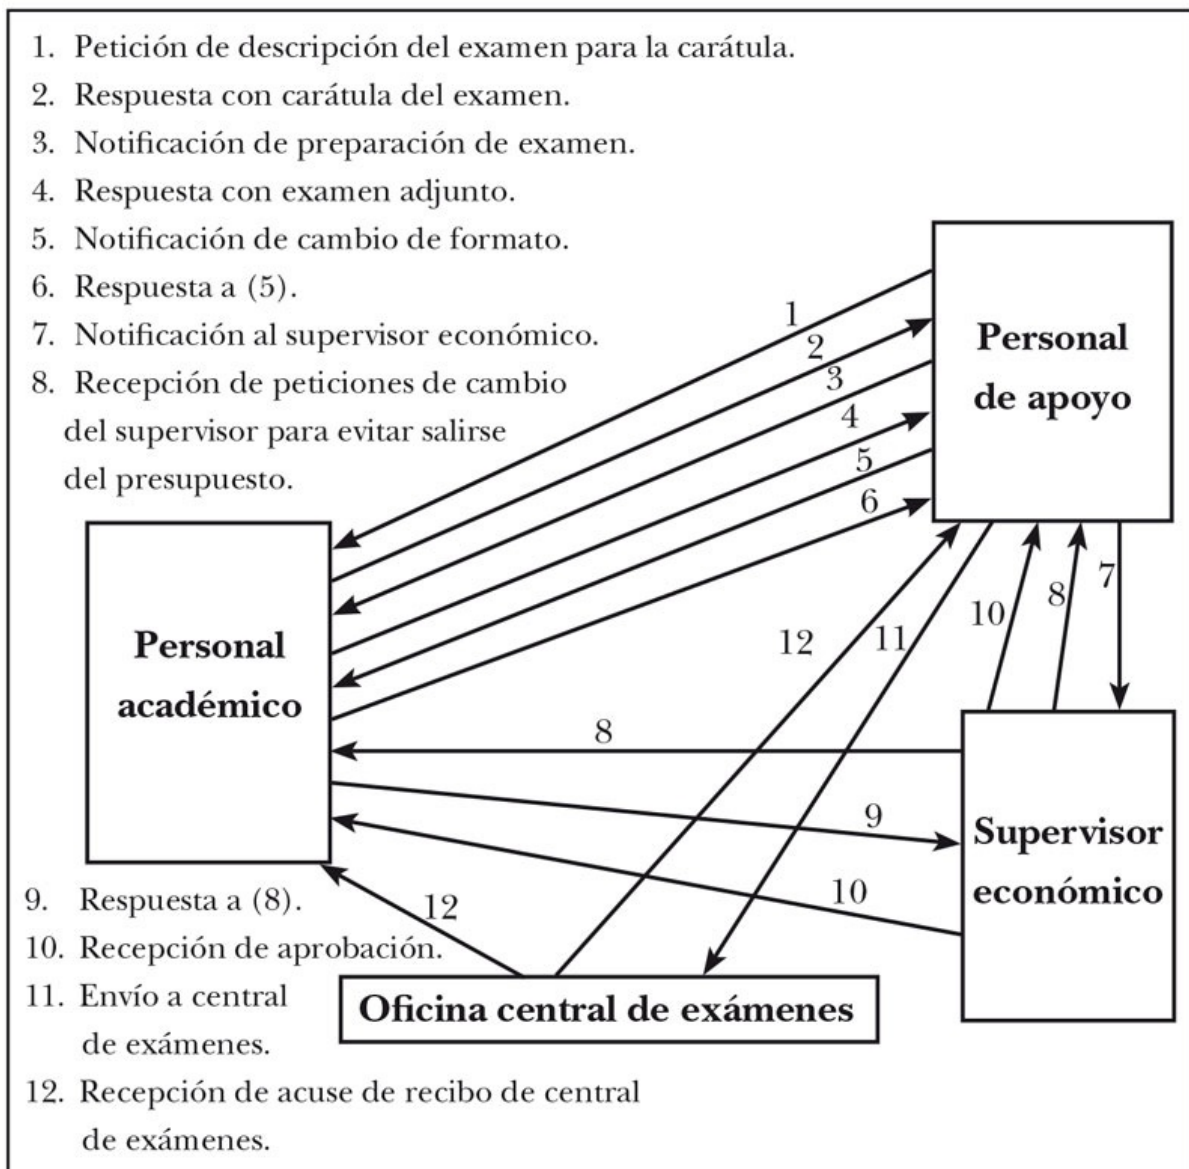 1. Petición de descripción del examen para la carátula.
2. Respuesta con carátula del examen.
3. Notificación de preparación de examen.
4. Respuesta con examen adjunto.
5. Notificación de cambio de formato.
6. Respuesta a (5).
7. Notificación al supervisor económico.
8. Recepción de peticiones de cambio
del supervisor para evitar salirse
del presupuesto.
1
2
3
4
5
6
Personal
de apoyo
Personal
académico
12
11
10
8
7
8
9
10
12
Supervisor
económico
9. Respuesta a (8).
10. Recepción de aprobación.
11. Envío a central
de exámenes.
Oficina central de exámenes
12. Recepción de acuse de recibo de central
de exámenes.